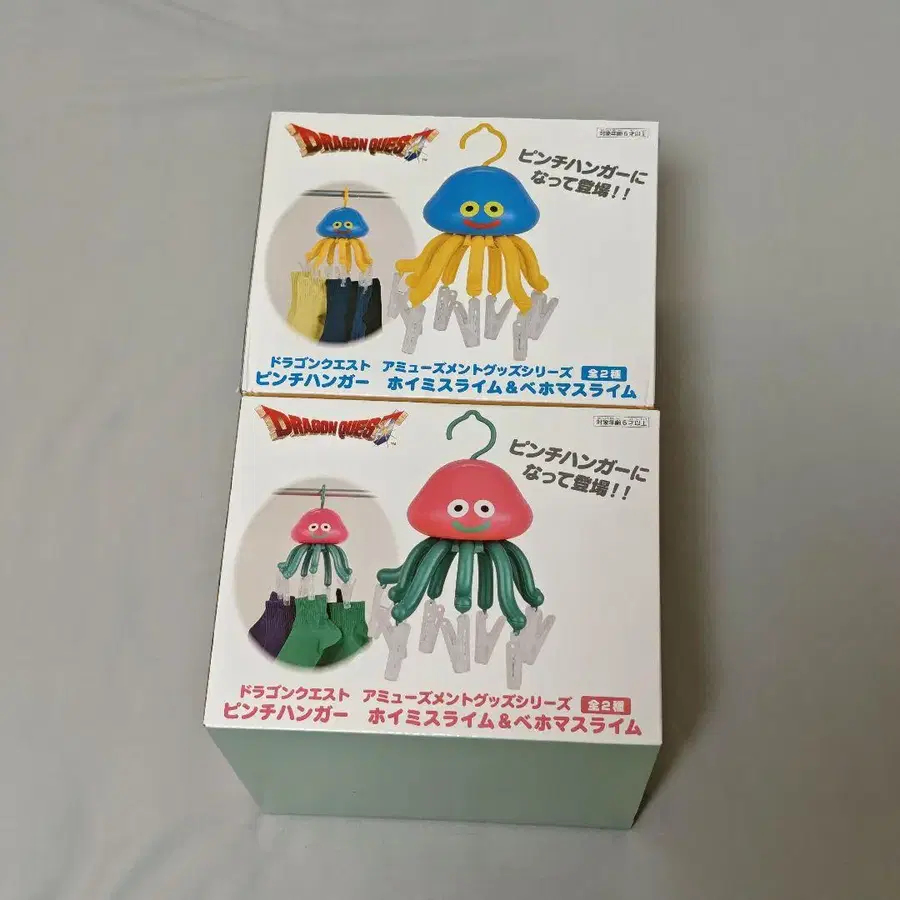 DRAGON QUEST
TM
対象年齢6才以上
ピンチハンガーに
なって登場!!
ドラゴンクエスト アミューズメントグッズシリーズ 全2種
ピンチハンガー ホイミスライム&ベホマスライム
DRAGON QUEST
TM
対象年齢6才以上
ピンチハンガーに
なって登場!!
ドラゴンクエスト アミューズメントグッズシリーズ 全2種
ピンチハンガー ホイミスライム&ベホマスライム